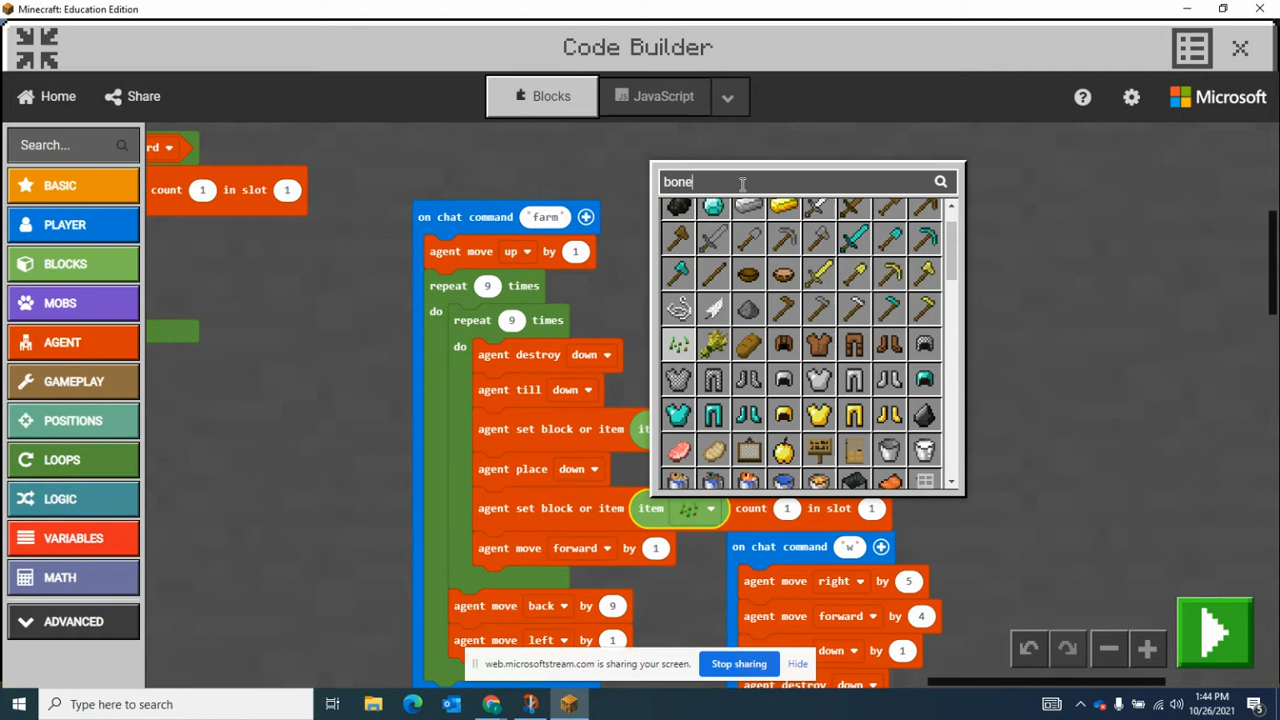 Minecraft: Education Edition
Code Builder
Home
Share
Blocks
JavaScript
Microsoft
Search...
BASIC
PLAYER
BLOCKS
MOBS
AGENT
GAMEPLAY
POSITIONS
LOOPS
LOGIC
VARIABLES
MATH
ADVANCED
rd
count 1 in slot 1
on chat command "farm"
agent move up by 1
repeat 9 times
do
repeat 9 times
do
agent destroy down
agent till down
agent set block or item
agent place down
agent set block or item item count 1 in slot 1
agent move forward by 1
agent move back by 9
agent move left by 1
bone
on chat command "w"
agent move right by 5
agent move forward by 4
down by 1
agent destroy down
web.microsoftstream.com is sharing your screen.
Stop sharing
Hide
Type here to search
1:44 PM
10/26/2021